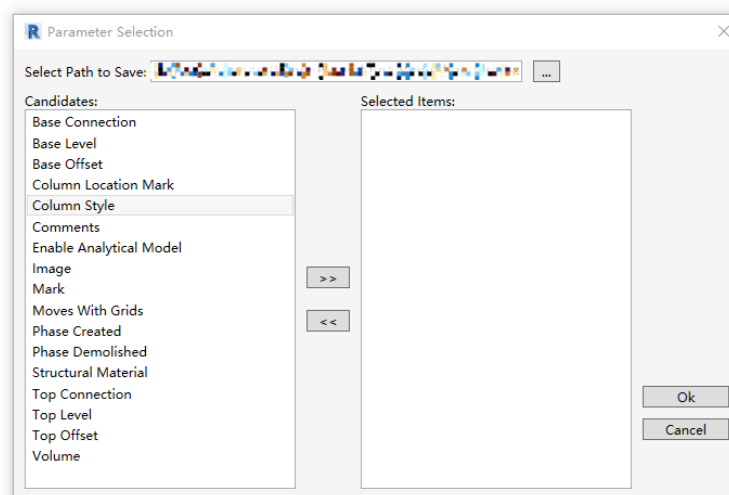 Parameter Selection
Select Path to Save:
...
Candidates:
Selected Items:
Base Connection
Base Level
Base Offset
Column Location Mark
Column Style
Comments
Enable Analytical Model
Image
Mark
Moves With Grids
Phase Created
Phase Demolished
Structural Material
Top Connection
Top Level
Top Offset
Volume
>>
<<
Ok
Cancel